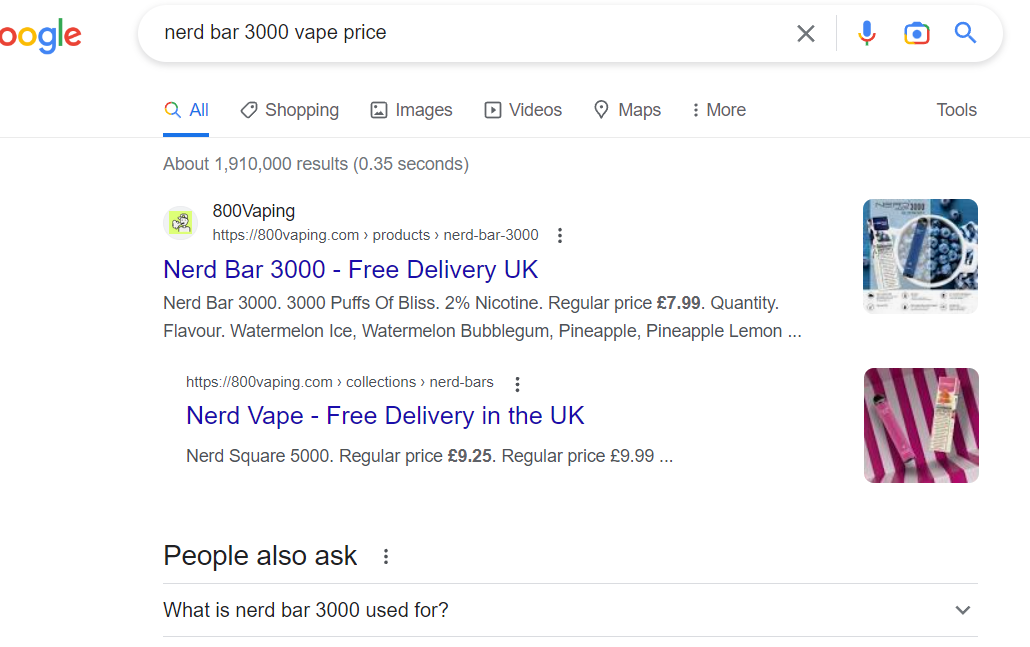 oogle
nerd bar 3000 vape price
All Shopping Images Videos Maps More Tools
About 1,910,000 results (0.35 seconds)
800Vaping
https://800vaping.com › products › nerd-bar-3000
Nerd Bar 3000 - Free Delivery UK
Nerd Bar 3000. 3000 Puffs Of Bliss. 2% Nicotine. Regular price £7.99. Quantity.
Flavour. Watermelon Ice, Watermelon Bubblegum, Pineapple, Pineapple Lemon ...
https://800vaping.com › collections › nerd-bars
Nerd Vape - Free Delivery in the UK
Nerd Square 5000. Regular price £9.25. Regular price £9.99 ...
People also ask
What is nerd bar 3000 used for?